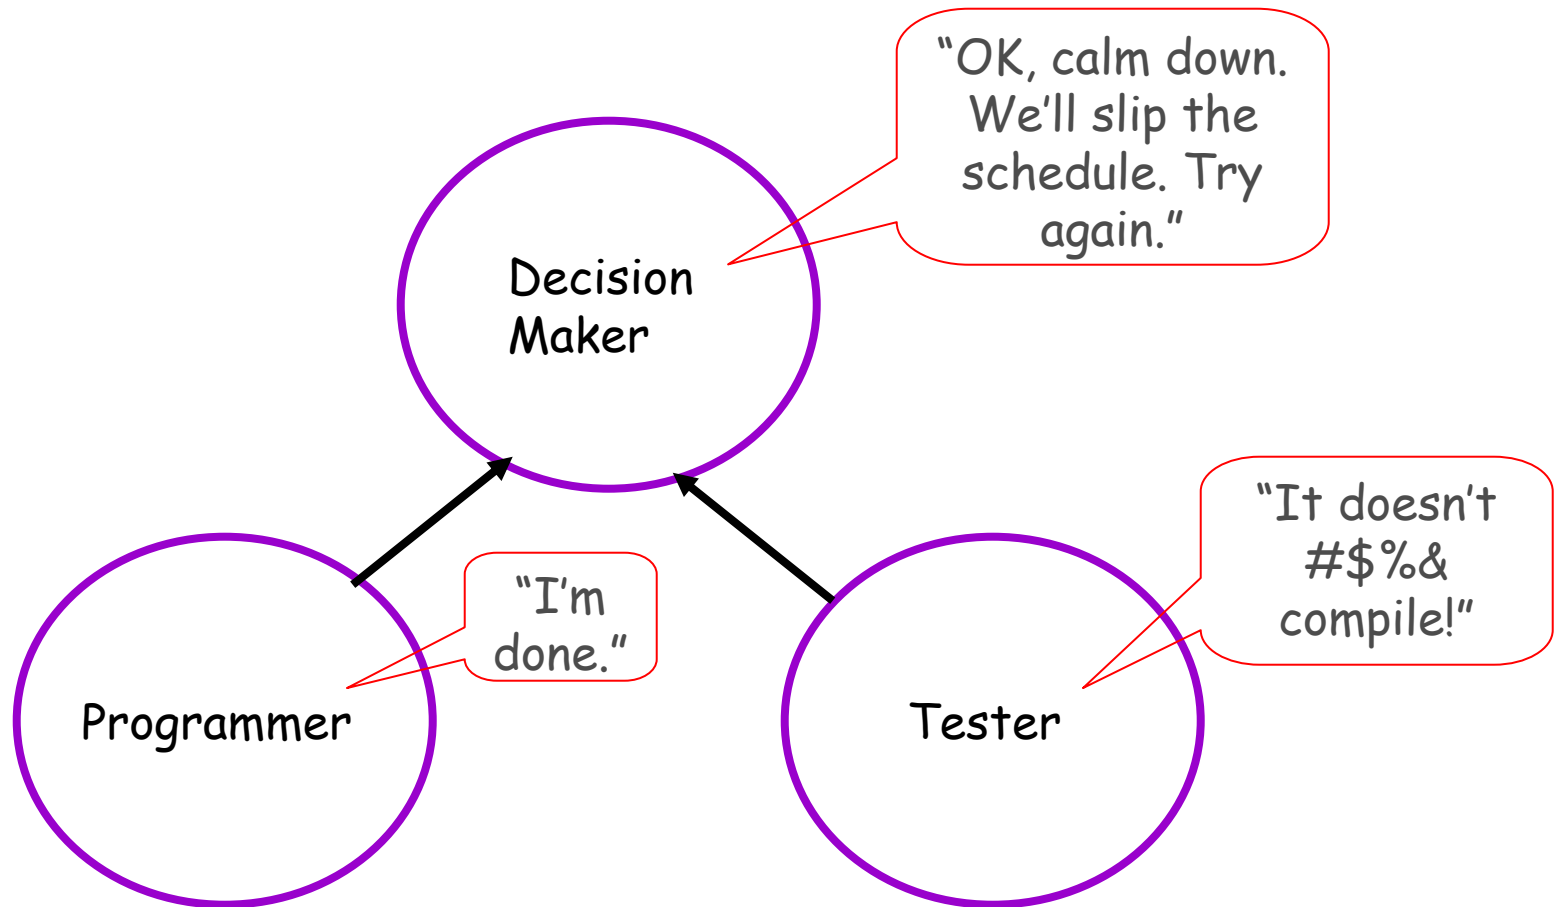 “OK, calm down.
We’ll slip the
schedule. Try
again.”
Decision
Maker
“I’m
done.”
Programmer
“It doesn’t
#$%&
compile!”
Tester